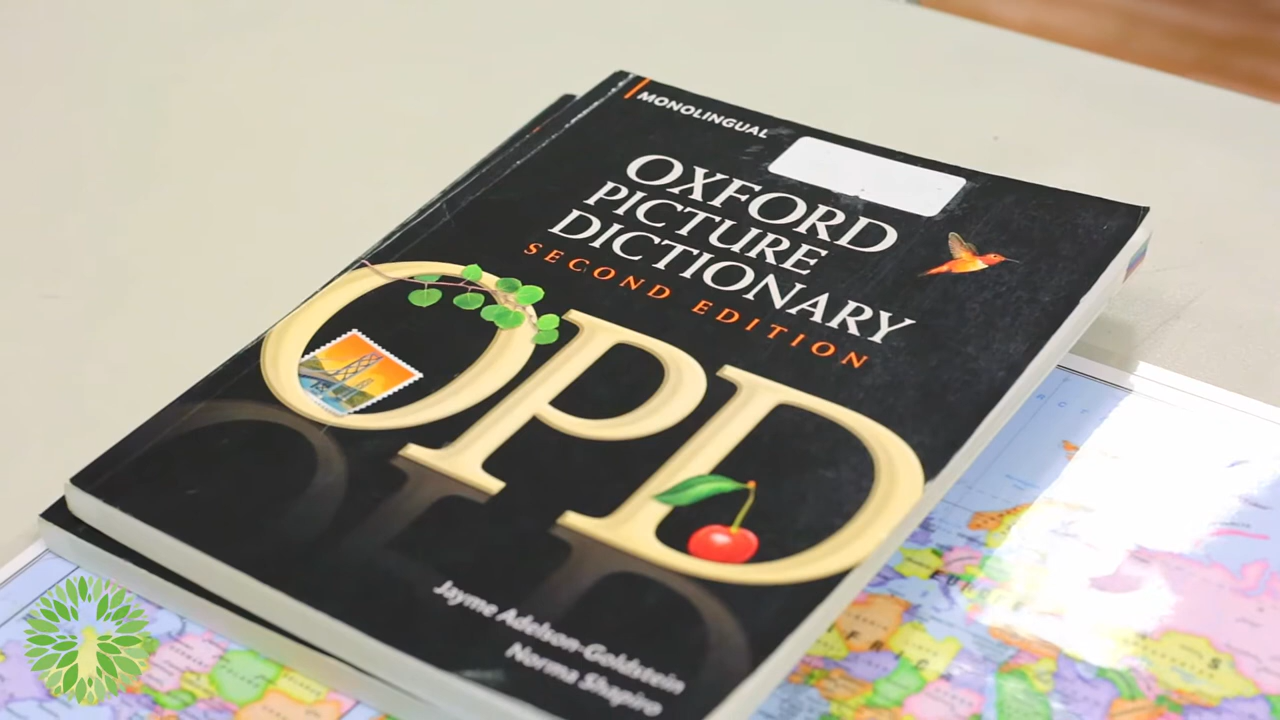 MONOLINGUAL
OXFORD
PICTURE
DICTIONARY
SECOND EDITION
OPD
Jayme Adelson-Goldstein
Norma Shapiro